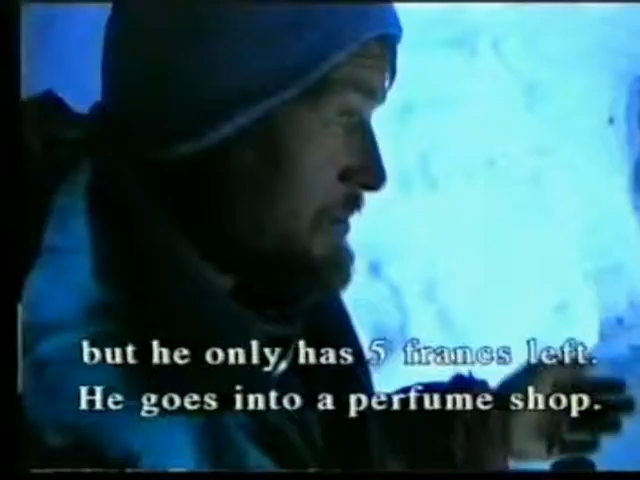 but he only has 5 francs left.
He goes into a perfume shop.